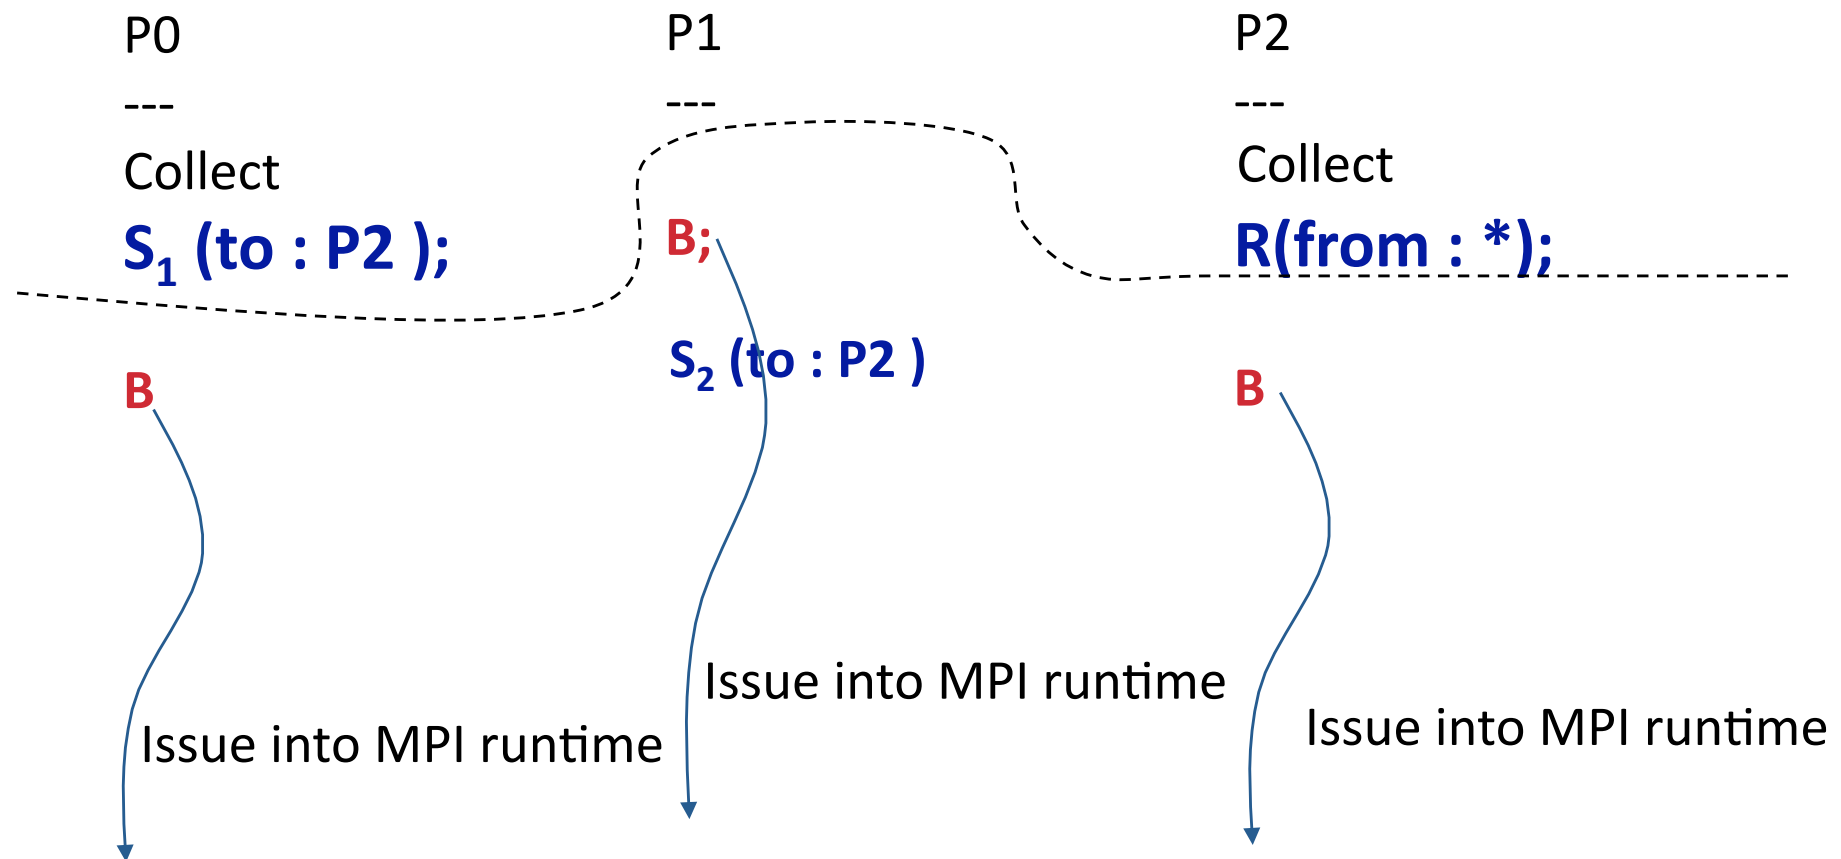 P0
---
Collect
S₁ (to : P2 );
B
Issue into MPI runtime
P1
---
B;
S₂ (to : P2 )
Issue into MPI runtime
P2
---
Collect
R(from : *);
B
Issue into MPI runtime